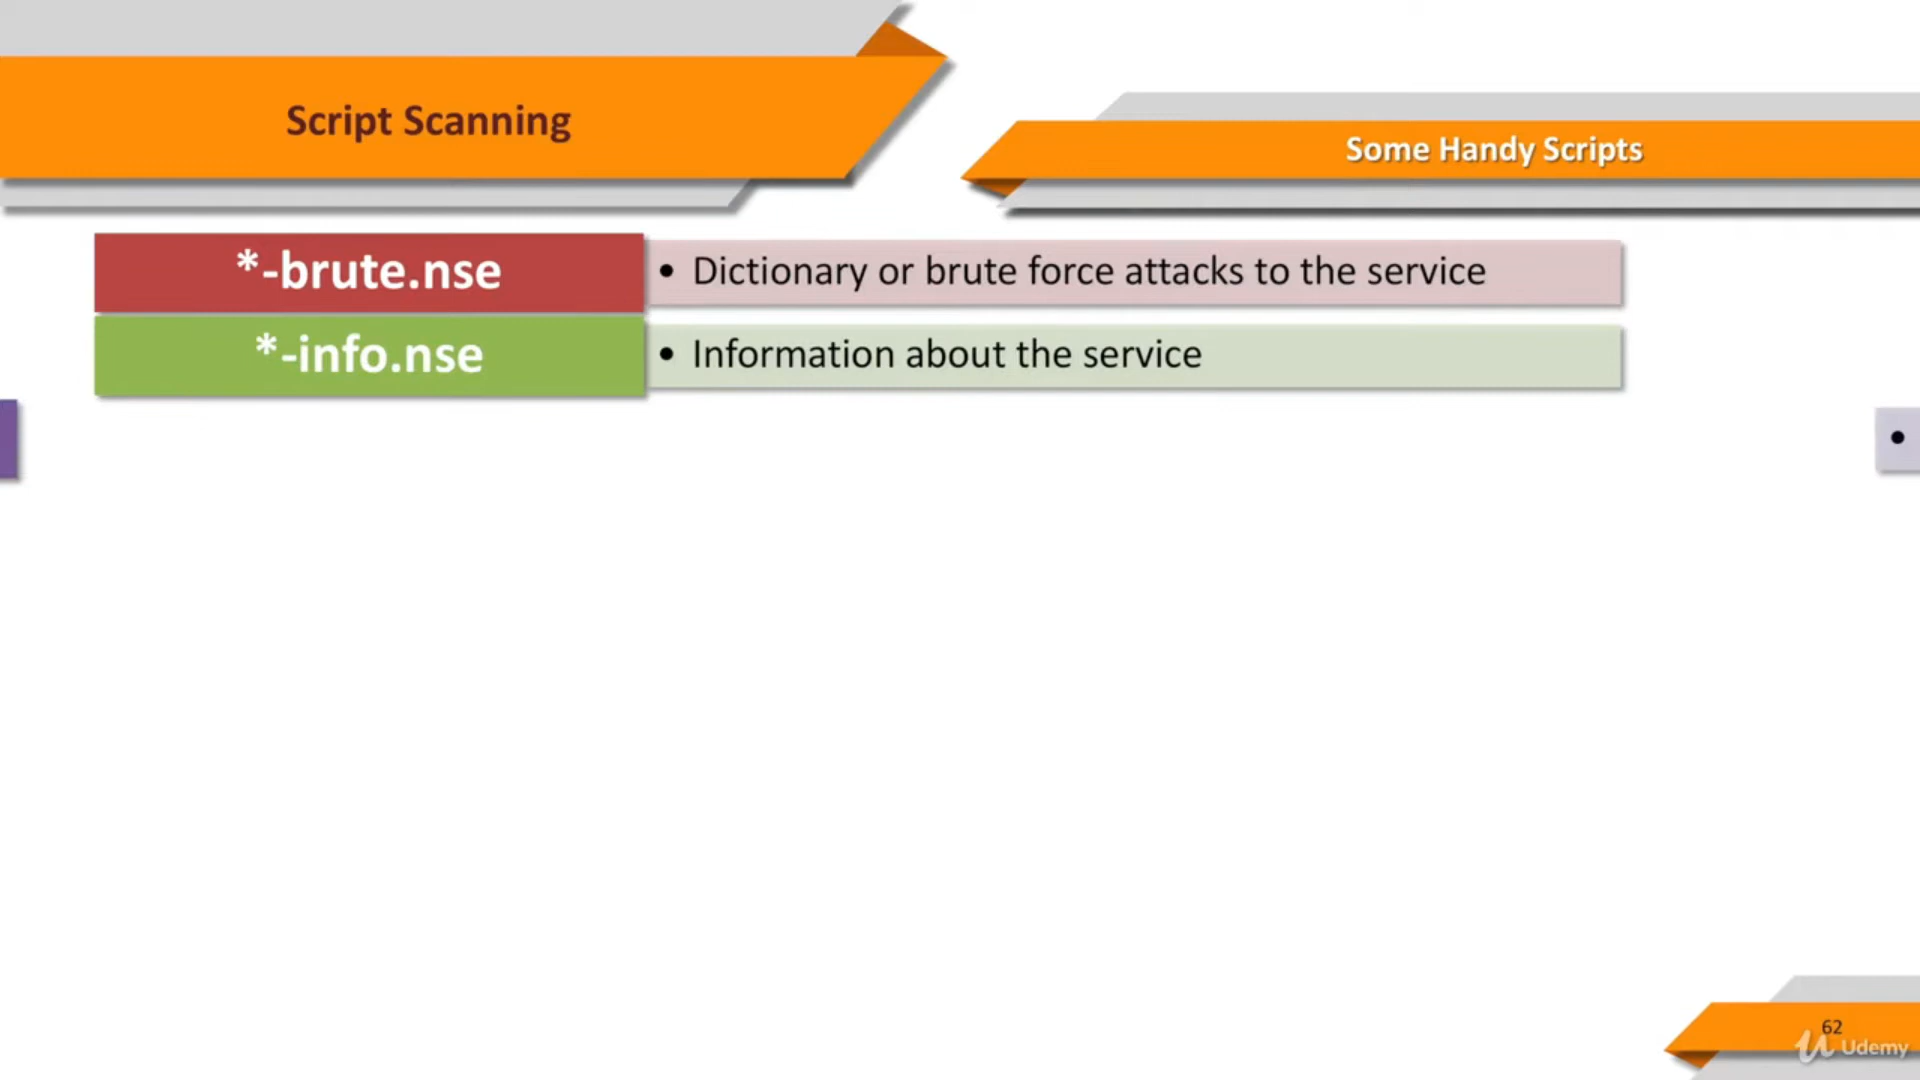 Script Scanning
Some Handy Scripts
*-brute.nse
• Dictionary or brute force attacks to the service
*-info.nse
• Information about the service
•
62
Udemy